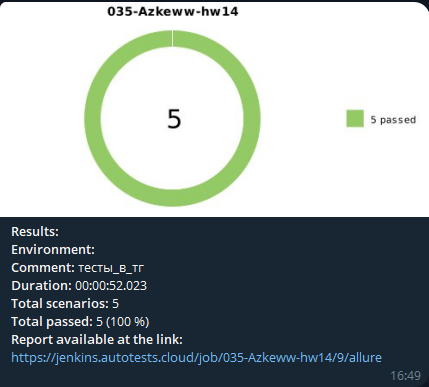 035-Azkeww-hw14
5
5 passed
Results:
Environment:
Comment: тесты_в_тг
Duration: 00:00:52.023
Total scenarios: 5
Total passed: 5 (100 %)
Report available at the link:
https://jenkins.autotests.cloud/job/035-Azkeww-hw14/9/allure
16:49